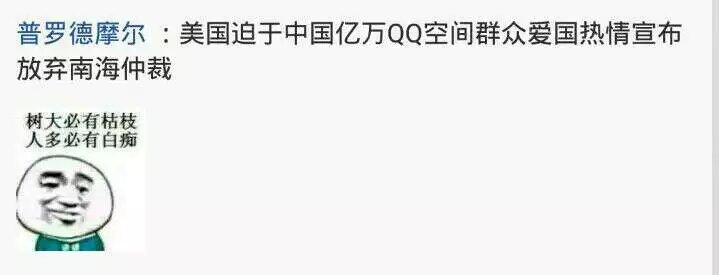 普罗德摩尔 ：美国迫于中国亿万QQ空间群众爱国热情宣布
放弃南海仲裁
树大必有枯枝
人多必有白痴